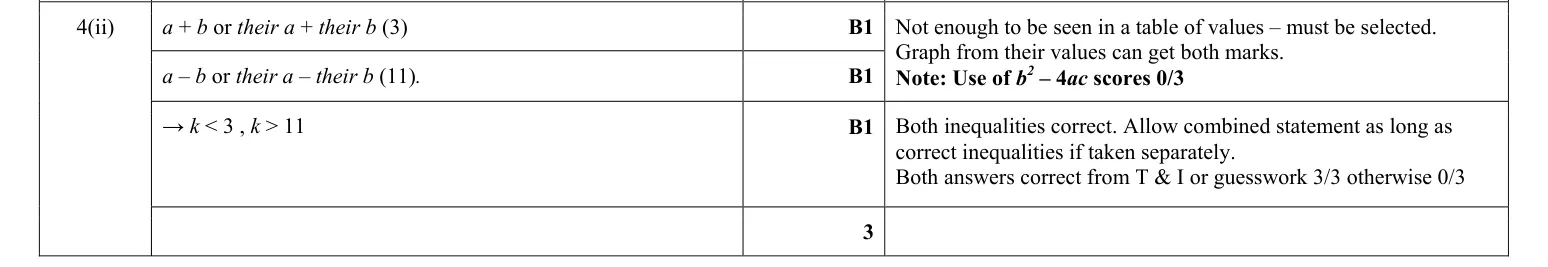 4(ii)
a + b or their a + their b (3)
B1
Not enough to be seen in a table of values – must be selected.
Graph from their values can get both marks.
Note: Use of b² – 4ac scores 0/3
a – b or their a – their b (11).
B1
→ k < 3 , k > 11
B1
Both inequalities correct. Allow combined statement as long as
correct inequalities if taken separately.
Both answers correct from T & I or guesswork 3/3 otherwise 0/3
3